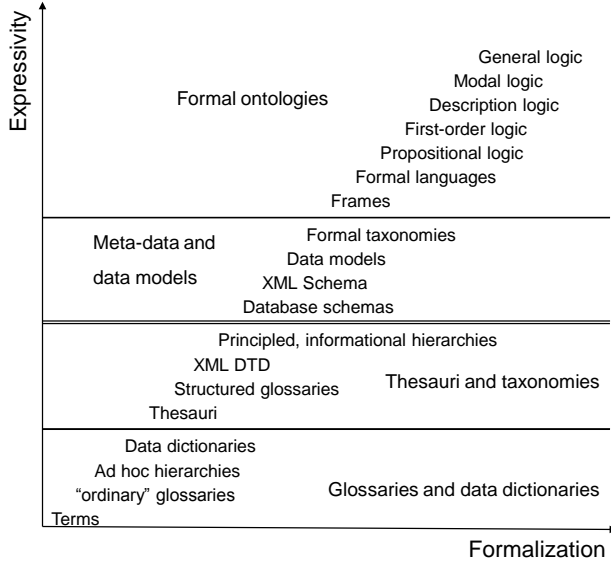 Expressivity
General logic
Modal logic
Formal ontologies
Description logic
First-order logic
Propositional logic
Formal languages
Frames
Meta-data and
data models
Formal taxonomies
Data models
XML Schema
Database schemas
Principled, informational hierarchies
XML DTD
Structured glossaries
Thesauri and taxonomies
Thesauri
Data dictionaries
Ad hoc hierarchies
“ordinary” glossaries
Glossaries and data dictionaries
Terms
Formalization